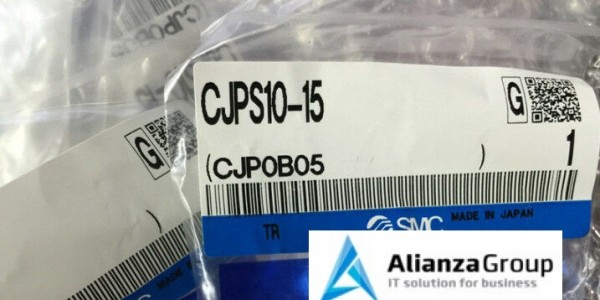 CJPS10-15
G
(CJP0B05 )
1
TR
SMC
MADE IN JAPAN
G
)
AlianzaGroup
IT solution for business